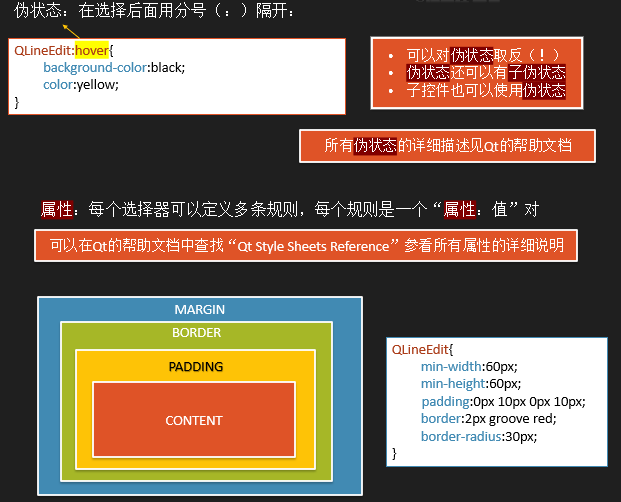 伪状态：在选择后面用分号（：）隔开：
QLineEdit:hover{
background-color:black;
color:yellow;
}
• 可以对伪状态取反（！）
• 伪状态还可以有子伪状态
• 子控件也可以使用伪状态
所有伪状态的详细描述见Qt的帮助文档
属性：每个选择器可以定义多条规则，每个规则是一个“属性：值”对
可以在Qt的帮助文档中查找“Qt Style Sheets Reference”参看所有属性的详细说明
MARGIN
BORDER
PADDING
CONTENT
QLineEdit{
min-width:60px;
min-height:60px;
padding:0px 10px 0px 10px;
border:2px groove red;
border-radius:30px;
}